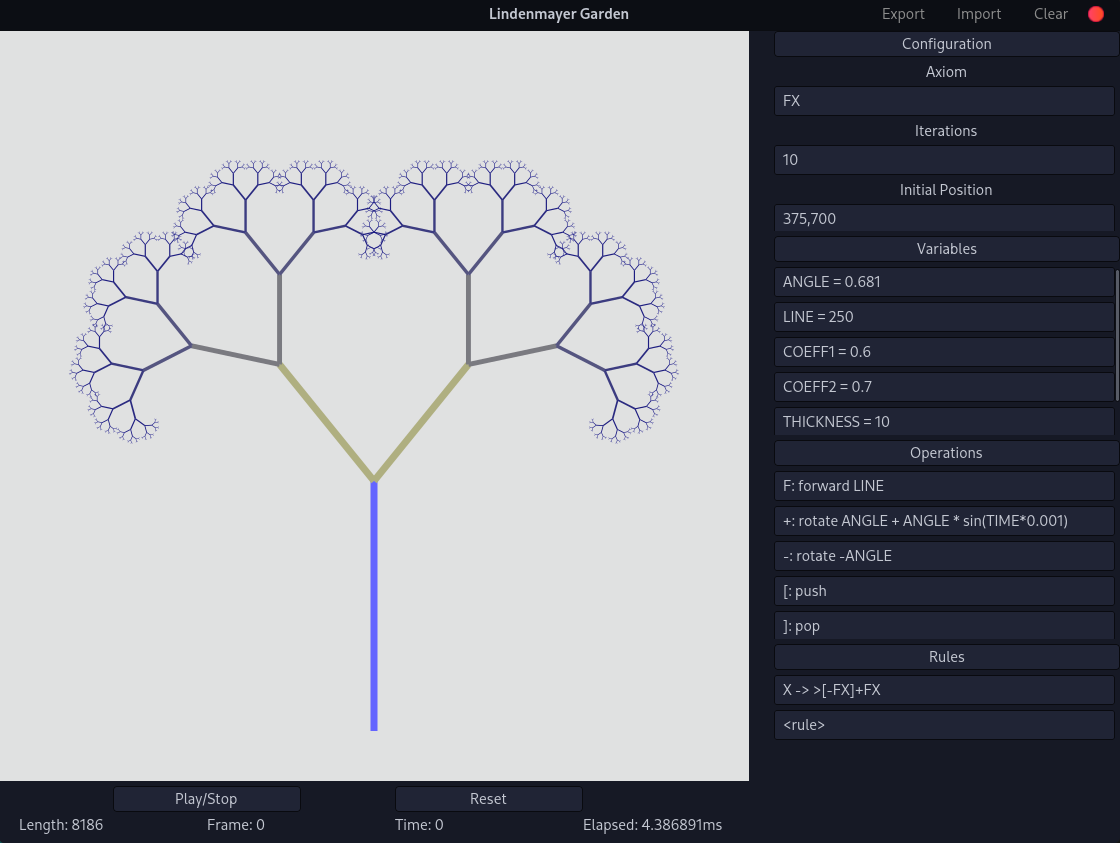 Lindenmayer Garden
Export Import Clear
Configuration
Axiom
FX
Iterations
10
Initial Position
375,700
Variables
ANGLE = 0.681
LINE = 250
COEFF1 = 0.6
COEFF2 = 0.7
THICKNESS = 10
Operations
F: forward LINE
+: rotate ANGLE + ANGLE * sin(TIME*0.001)
-: rotate -ANGLE
[: push
]: pop
Rules
X -> >[-FX]+FX
<rule>
Play/Stop Reset
Length: 8186 Frame: 0 Time: 0 Elapsed: 4.386891ms